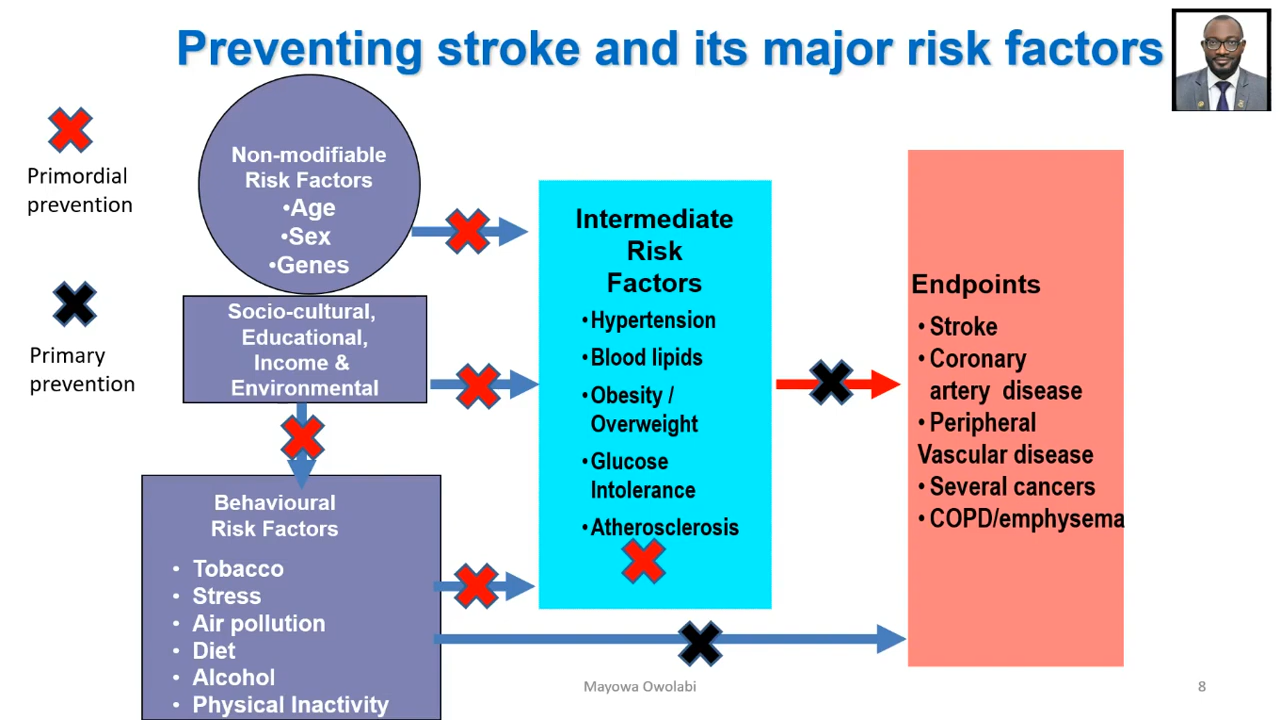 Preventing stroke and its major risk factors
Primordial
prevention
Primary
prevention
Non-modifiable
Risk Factors
•Age
•Sex
•Genes
Socio-cultural,
Educational,
Income &
Environmental
Behavioural
Risk Factors
• Tobacco
• Stress
• Air pollution
• Diet
• Alcohol
• Physical Inactivity
Intermediate
Risk
Factors
•Hypertension
•Blood lipids
•Obesity /
Overweight
•Glucose
Intolerance
•Atherosclerosis
Endpoints
• Stroke
• Coronary
artery disease
• Peripheral
Vascular disease
• Several cancers
• COPD/emphysema
Mayowa Owolabi
8